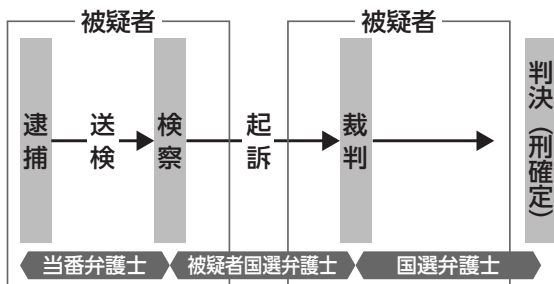 被疑者
被疑者
逮捕
送検
検察
起訴
裁判
判決（刑確定）
当番弁護士
被疑者国選弁護士
国選弁護士